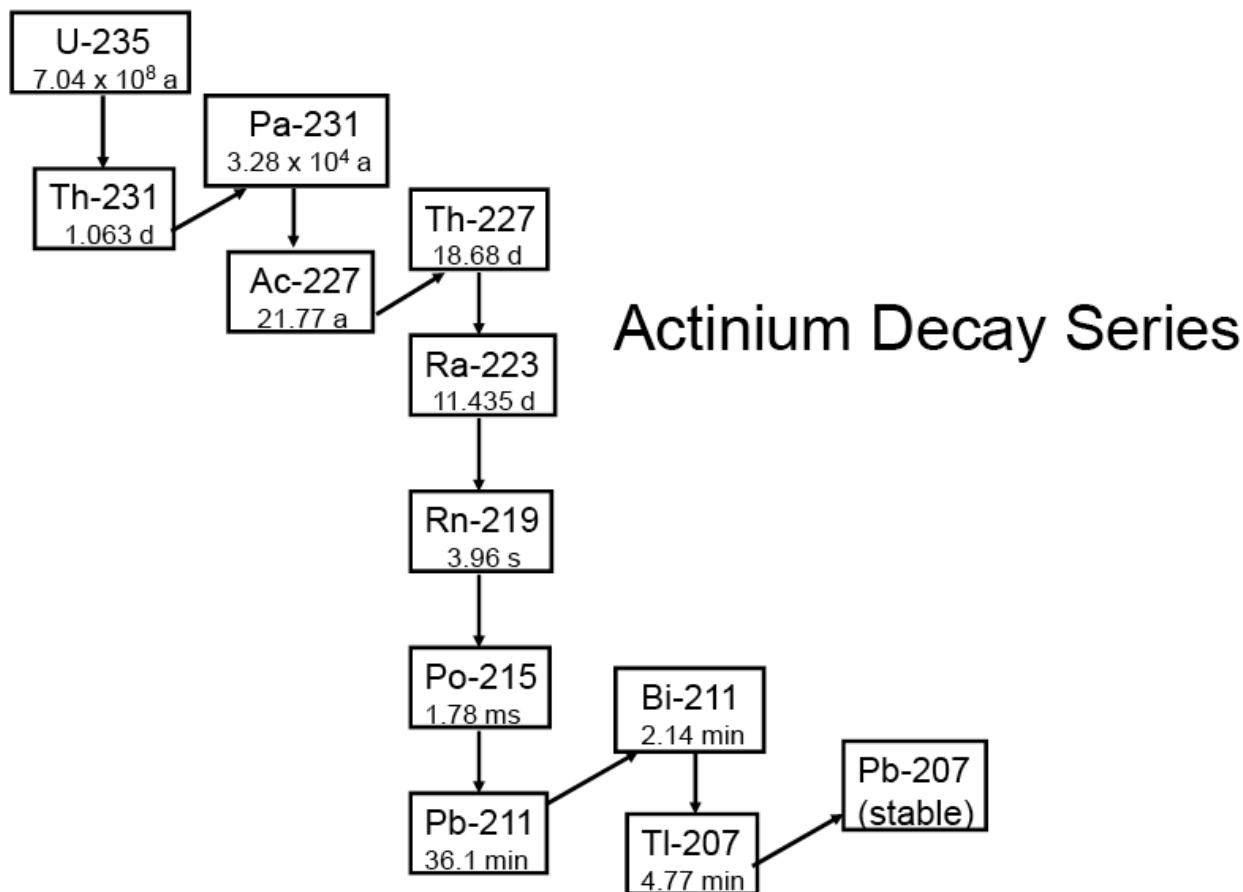 U-235
7.04 x 10⁸ a
Pa-231
3.28 x 10⁴ a
Th-231
1.063 d
Th-227
18.68 d
Ac-227
21.77 a
Actinium Decay Series
Ra-223
11.435 d
Rn-219
3.96 s
Po-215
1.78 ms
Bi-211
2.14 min
Pb-207
(stable)
Pb-211
36.1 min
Tl-207
4.77 min